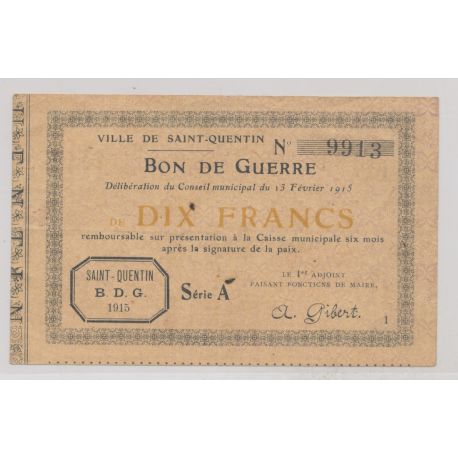 VILLE DE SAINT-QUENTIN Nº 9913
BON DE GUERRE
Délibération du Conseil municipal du 13 Février 1915
DE DIX FRANCS
remboursable sur présentation à la Caisse municipale six mois
après la signature de la paix.
SAINT-QUENTIN
B. D. G.
1915
Série A
LE 1er ADJOINT
FAISANT FONCTIONS DE MAIRE,
A. Gibert.
1